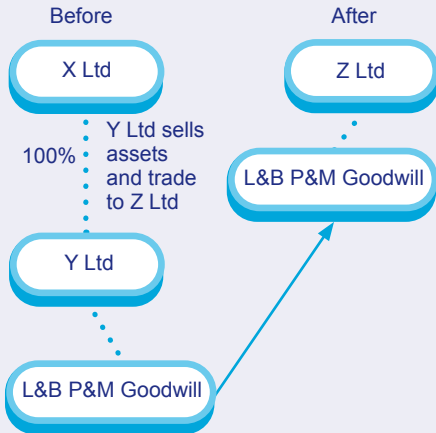 Before
After
X Ltd
Z Ltd
100%
Y Ltd sells
assets
and trade
to Z Ltd
L&B P&M Goodwill
Y Ltd
L&B P&M Goodwill